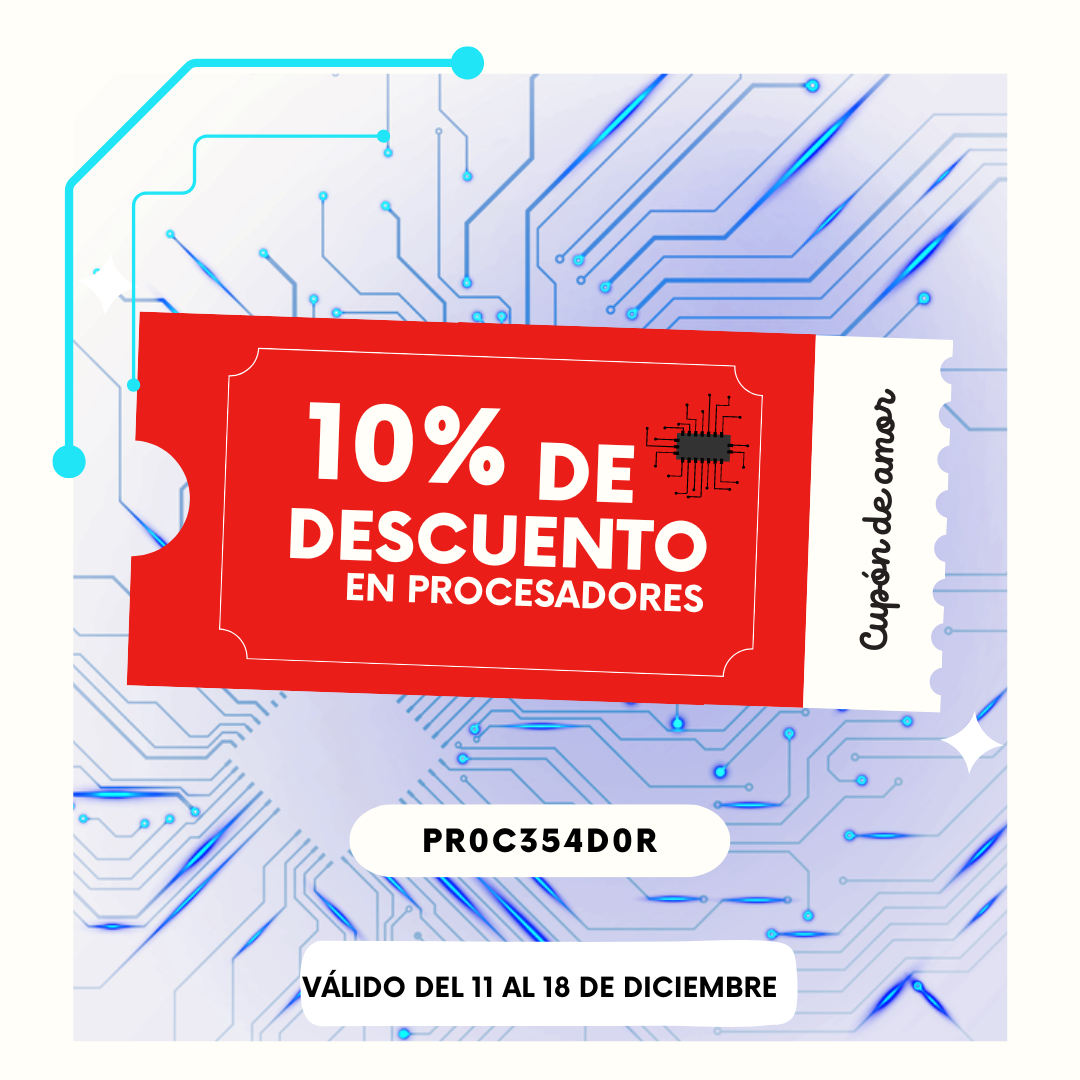 10% DE
DESCUENTO
EN PROCESADORES
Cupón de amor
PR0C354D0R
VÁLIDO DEL 11 AL 18 DE DICIEMBRE